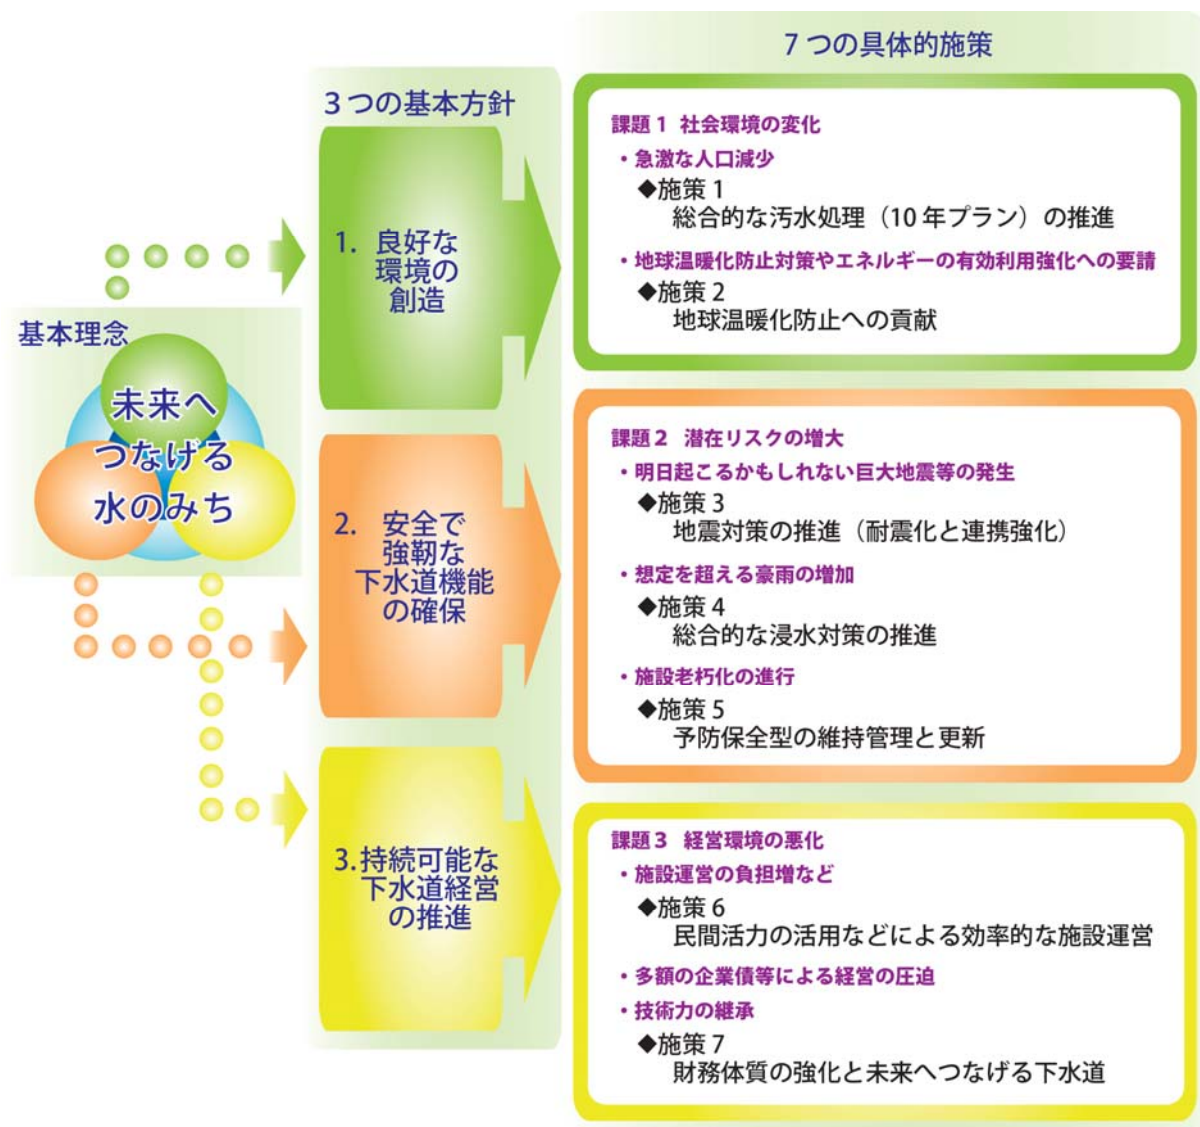 7つの具体的施策
3つの基本方針
基本理念
未来へ
つなげる
水のみち
1. 良好な
環境の
創造
課題1 社会環境の変化
・急激な人口減少
◆施策1
総合的な汚水処理（10年プラン）の推進
・地球温暖化防止対策やエネルギーの有効利用強化への要請
◆施策2
地球温暖化防止への貢献
2. 安全で
強靭な
下水道機能
の確保
課題2 潜在リスクの増大
・明日起こるかもしれない巨大地震等の発生
◆施策3
地震対策の推進（耐震化と連携強化）
・想定を超える豪雨の増加
◆施策4
総合的な浸水対策の推進
・施設老朽化の進行
◆施策5
予防保全型の維持管理と更新
3.持続可能な
下水道経営
の推進
課題3 経営環境の悪化
・施設運営の負担増など
◆施策6
民間活力の活用などによる効率的な施設運営
・多額の企業債等による経営の圧迫
・技術力の継承
◆施策7
財務体質の強化と未来へつなげる下水道